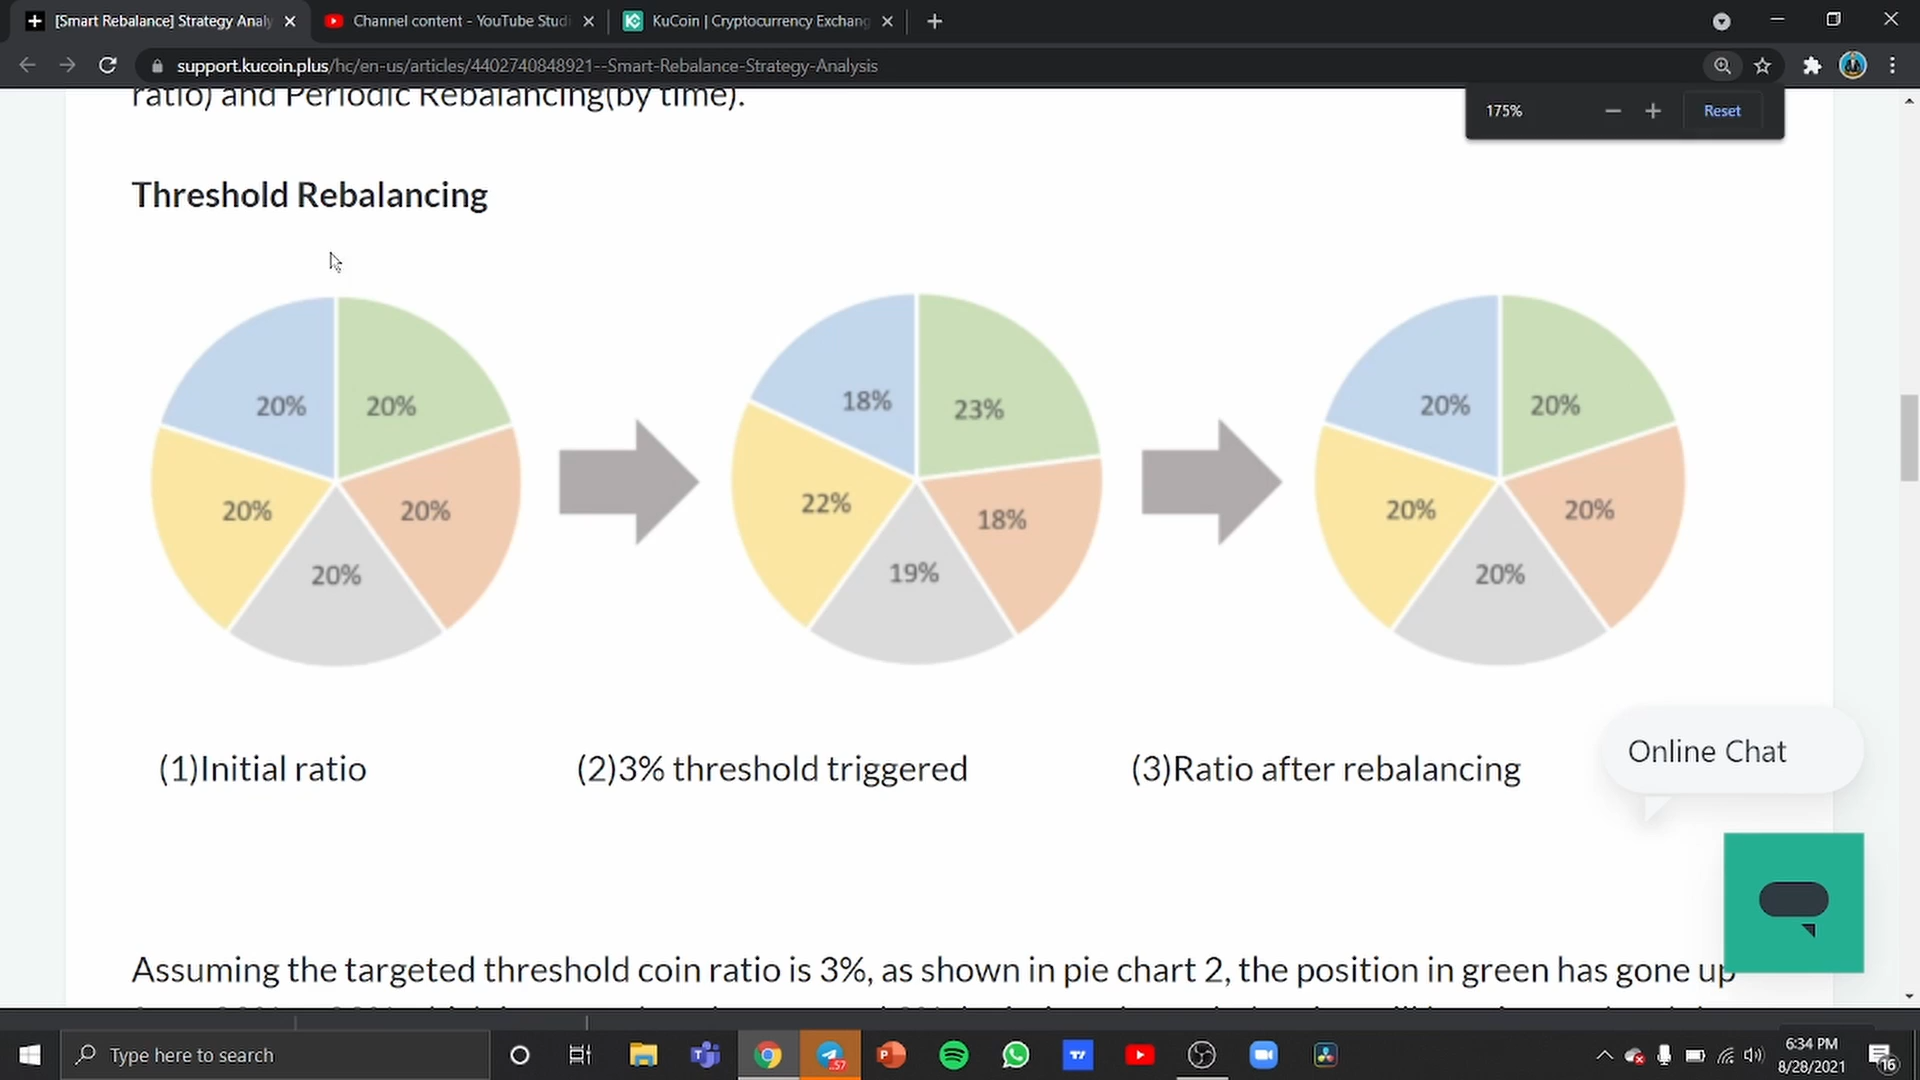 [Smart Rebalance] Strategy Analy
Channel content - YouTube Studi
KuCoin | Cryptocurrency Exchang
support.kucoin.plus/hc/en-us/articles/4402740848921--Smart-Rebalance-Strategy-Analysis
175%
Reset
ratio) and Periodic Rebalancing(by time).
Threshold Rebalancing
20% 20% 20% 20% 20%
18% 23% 22% 18% 19%
20% 20% 20% 20% 20%
(1)Initial ratio
(2)3% threshold triggered
(3)Ratio after rebalancing
Online Chat
Assuming the targeted threshold coin ratio is 3%, as shown in pie chart 2, the position in green has gone up
Type here to search
57
6:34 PM
8/28/2021
16